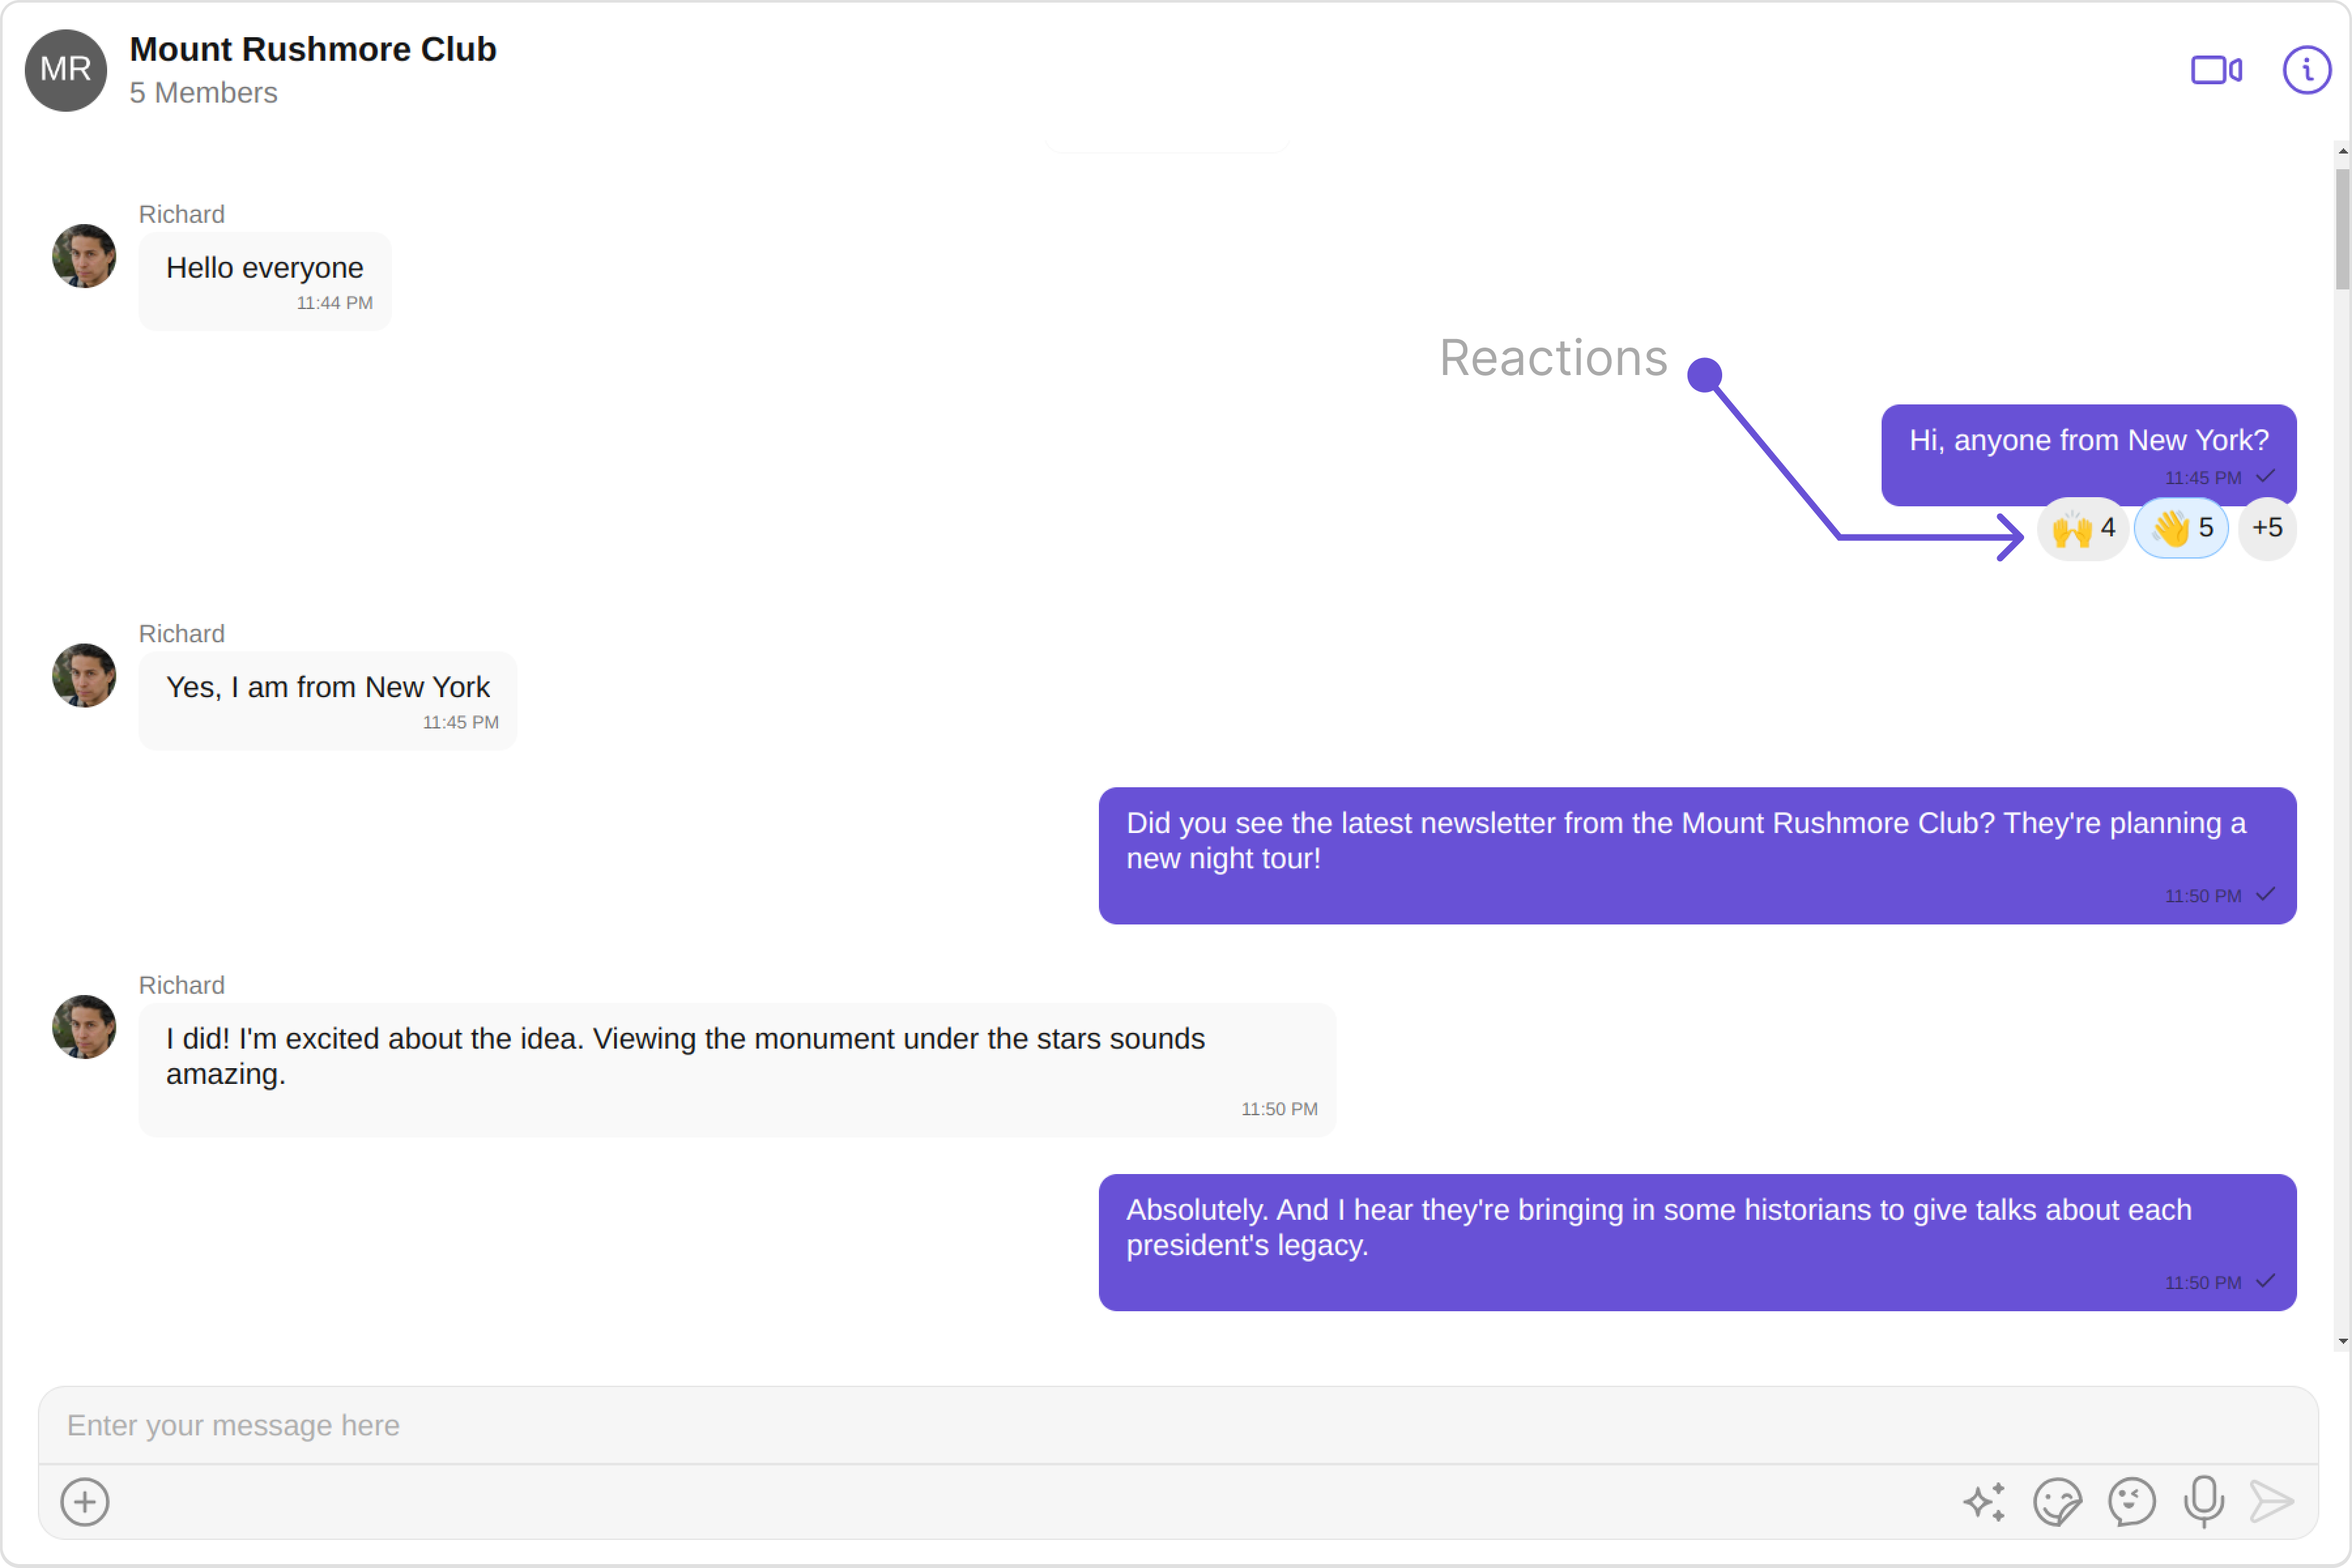 MR
Mount Rushmore Club
5 Members
Richard
Hello everyone
11:44 PM
Reactions
Hi, anyone from New York?
11:45 PM
🙌 4 👋 5 +5
Richard
Yes, I am from New York
11:45 PM
Did you see the latest newsletter from the Mount Rushmore Club? They're planning a
new night tour!
11:50 PM
Richard
I did! I'm excited about the idea. Viewing the monument under the stars sounds
amazing.
11:50 PM
Absolutely. And I hear they're bringing in some historians to give talks about each
president's legacy.
11:50 PM
Enter your message here